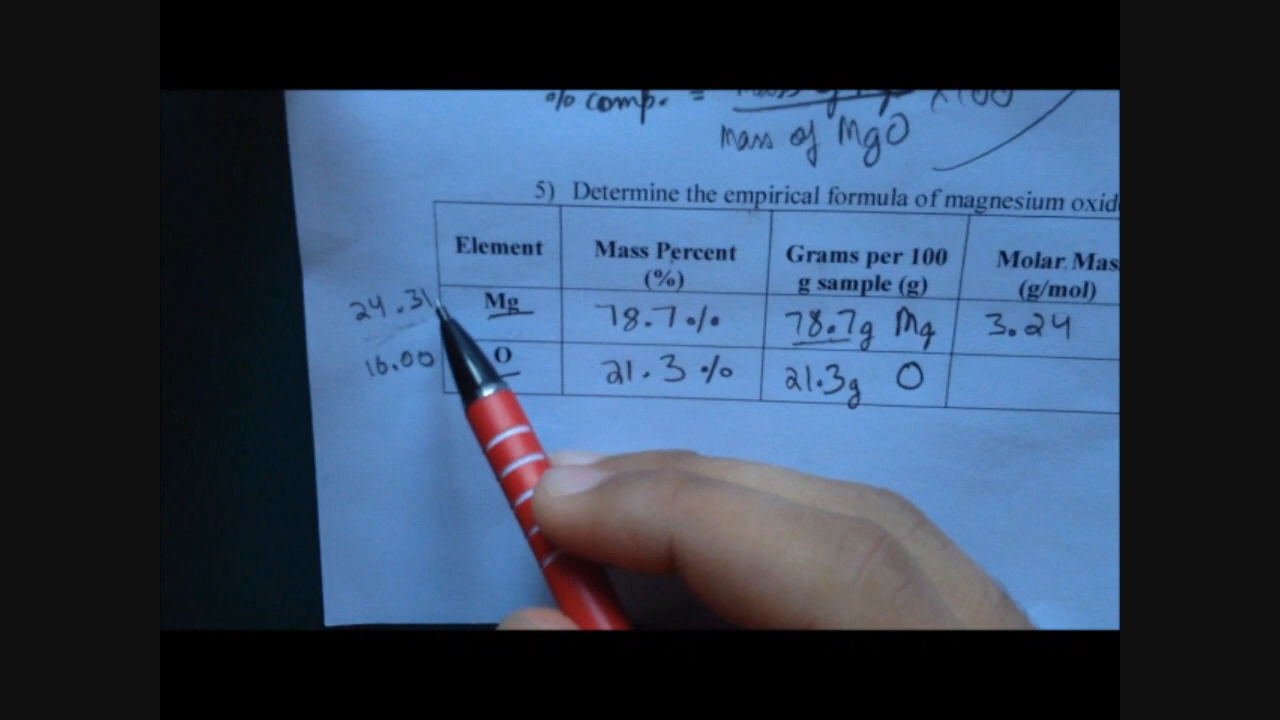 % comp. = x100
Mass of MgO
5) Determine the empirical formula of magnesium oxid
Element Mass Percent (%) Grams per 100 g sample (g) Molar Mas (g/mol)
24.31 Mg 78.7% 78.7g Mg 3.24
16.00 O 21.3% 21.3g O